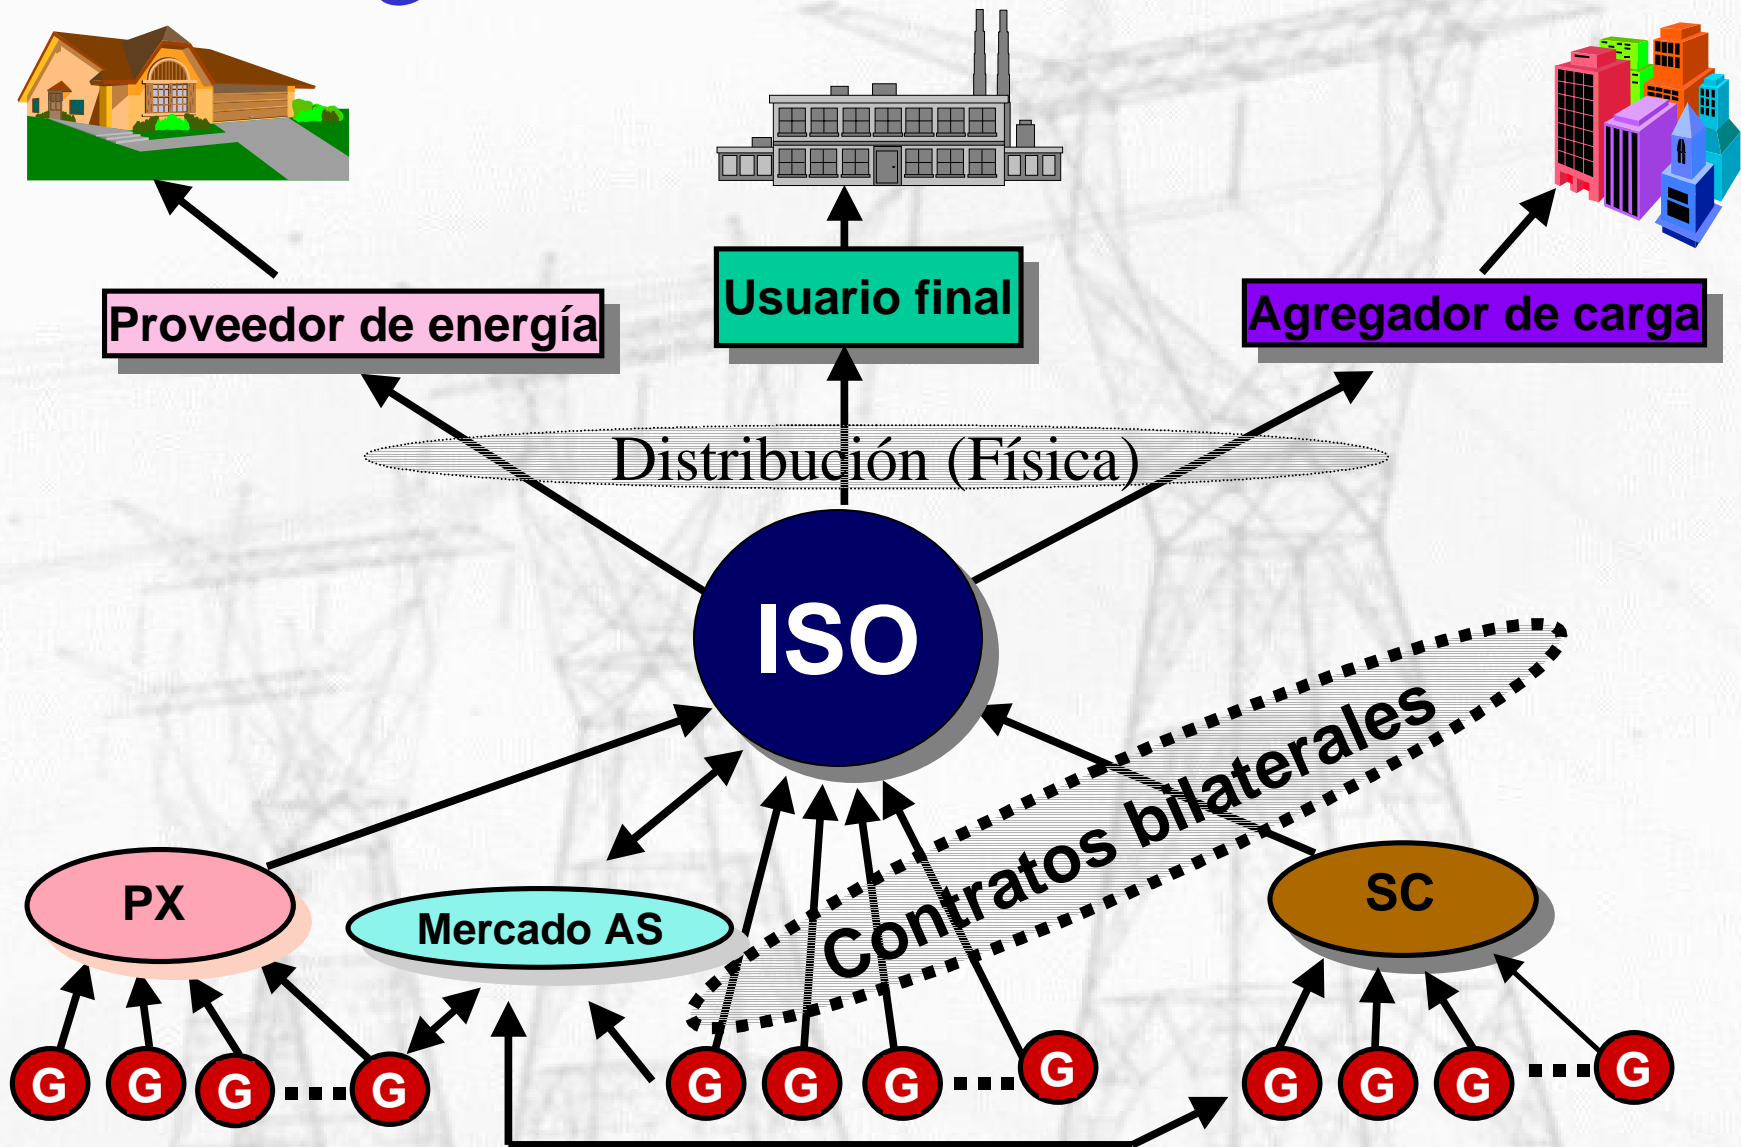 Usuario final
Proveedor de energía
Agregador de carga
Distribución (Física)
ISO
Contratos bilaterales
PX
Mercado AS
SC
G G G G G G G G G G G G